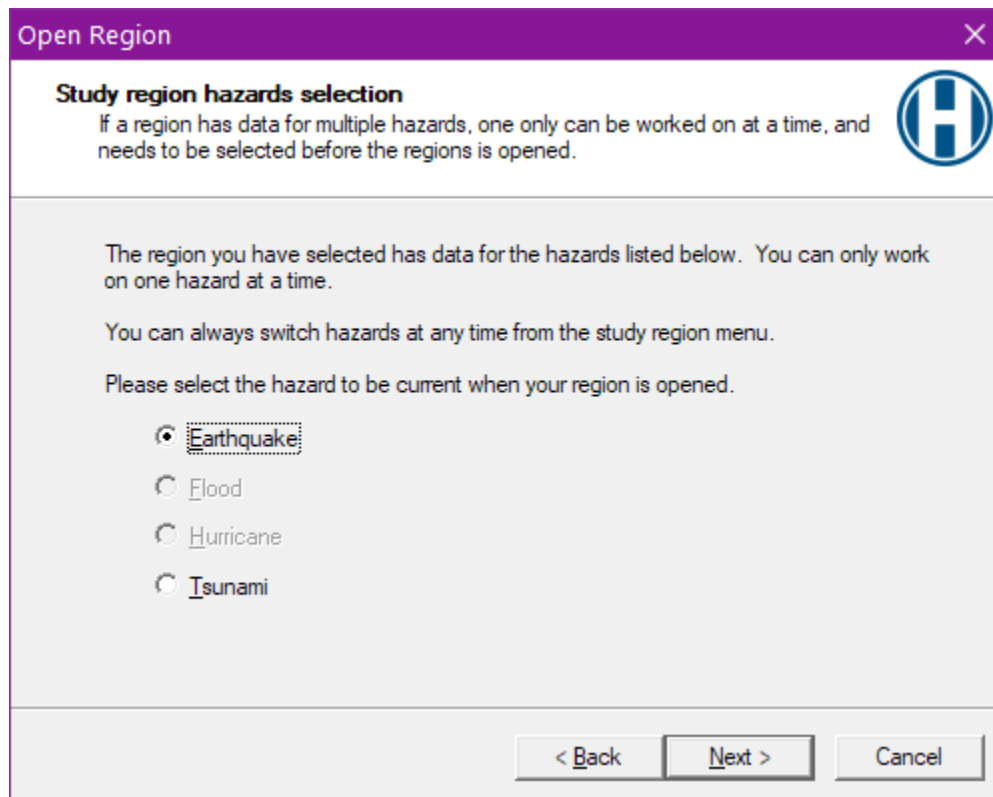 Open Region
Study region hazards selection
If a region has data for multiple hazards, one only can be worked on at a time, and
needs to be selected before the regions is opened.
The region you have selected has data for the hazards listed below.  You can only work
on one hazard at a time.
You can always switch hazards at any time from the study region menu.
Please select the hazard to be current when your region is opened.
Earthquake
Flood
Hurricane
Tsunami
< Back
Next >
Cancel